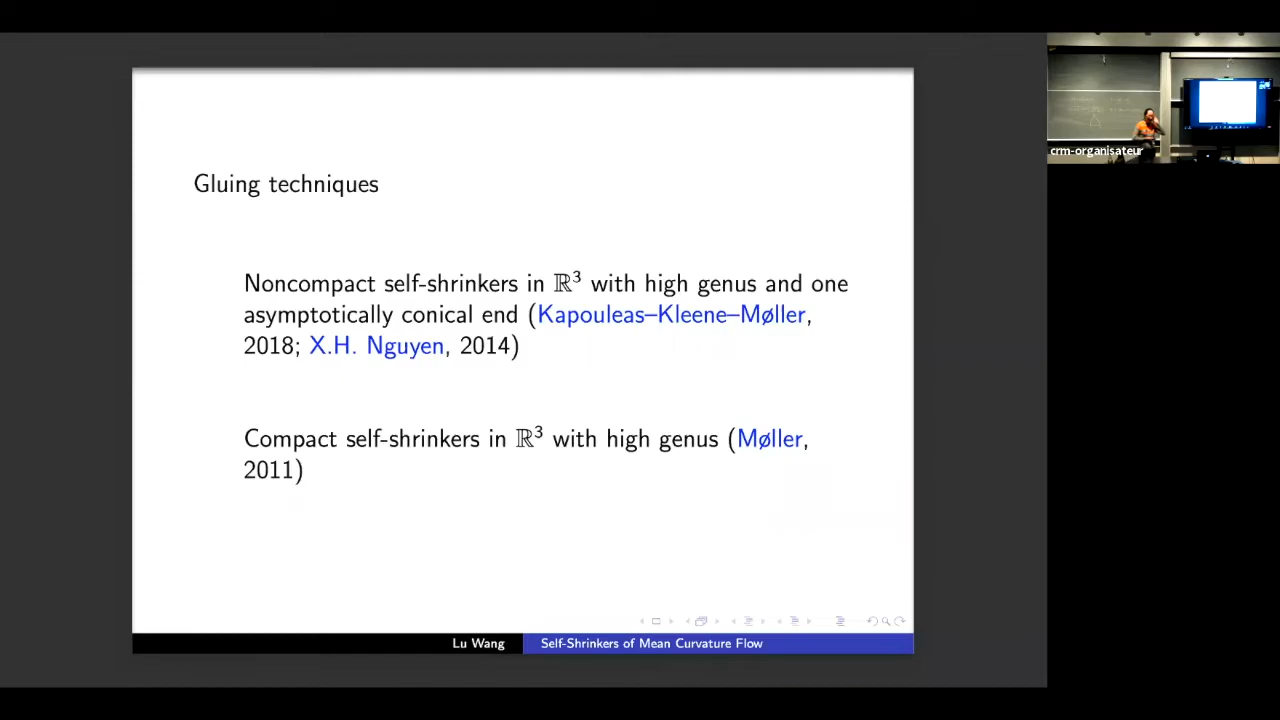 Gluing techniques
Noncompact self-shrinkers in ℝ³ with high genus and one
asymptotically conical end (Kapouleas–Kleene–Møller,
2018; X.H. Nguyen, 2014)
Compact self-shrinkers in ℝ³ with high genus (Møller,
2011)
Lu Wang
Self-Shrinkers of Mean Curvature Flow
crm-organisateur